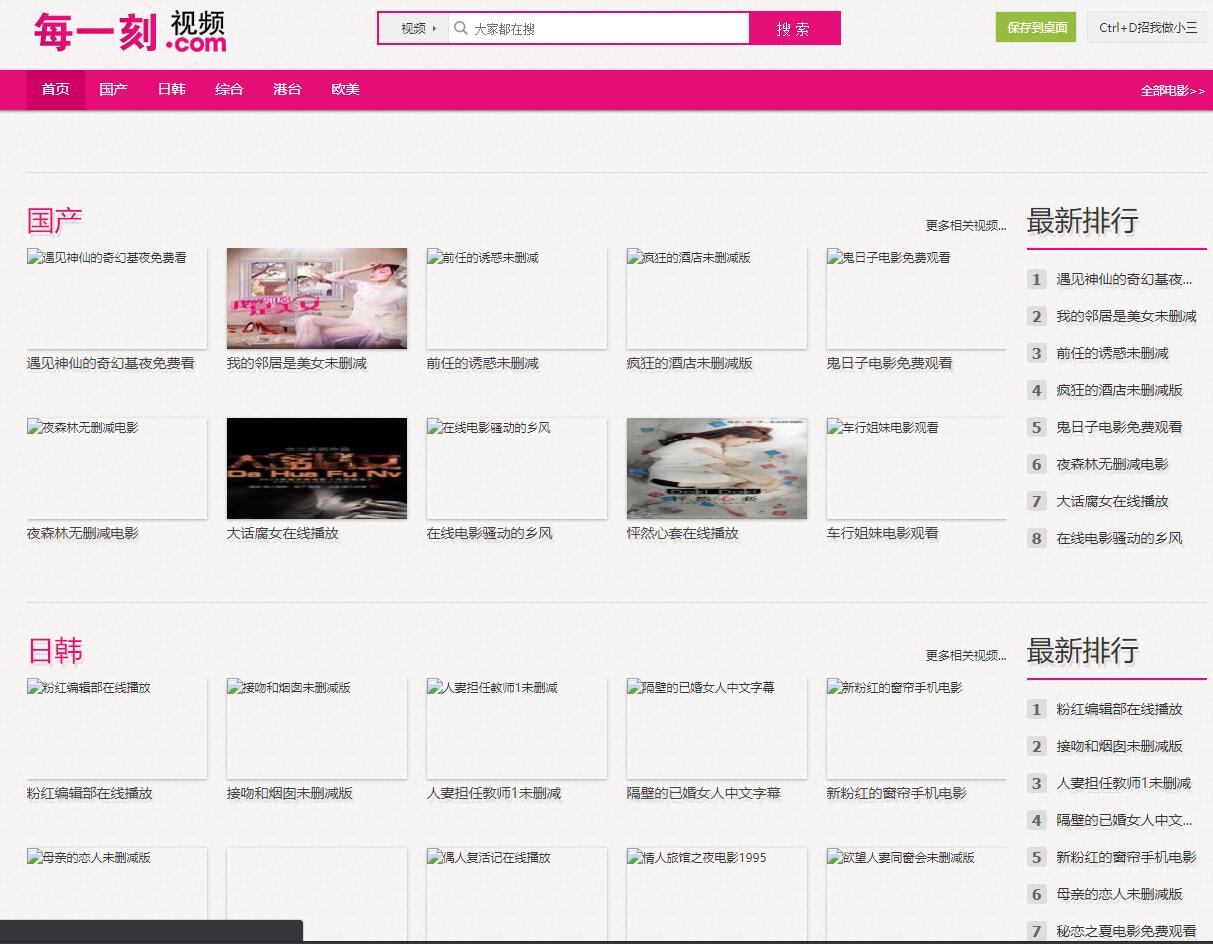 每一刻 视频
.com
视频
大家都在搜
搜 索
保存到桌面
Ctrl+D招我做小三
首页 国产 日韩 综合 港台 欧美
全部电影>>
国产
更多相关视频...
遇见神仙的奇幻基夜免费看
前任的诱惑未删减
疯狂的酒店未删减版
鬼日子电影免费观看
遇见神仙的奇幻基夜免费看
我的邻居是美女未删减
前任的诱惑未删减
疯狂的酒店未删减版
鬼日子电影免费观看
夜森林无删减电影
Da Hua Fu Nv
在线电影骚动的乡风
Doki Doki
怦然心套
车行姐妹电影观看
夜森林无删减电影
大话腐女在线播放
在线电影骚动的乡风
怦然心套在线播放
车行姐妹电影观看
最新排行
1 遇见神仙的奇幻基夜...
2 我的邻居是美女未删减
3 前任的诱惑未删减
4 疯狂的酒店未删减版
5 鬼日子电影免费观看
6 夜森林无删减电影
7 大话腐女在线播放
8 在线电影骚动的乡风
日韩
更多相关视频...
粉红编辑部在线播放
接吻和烟囱未删减版
人妻担任教师1未删减
隔壁的已婚女人中文字幕
新粉红的窗帘手机电影
粉红编辑部在线播放
接吻和烟囱未删减版
人妻担任教师1未删减
隔壁的已婚女人中文字幕
新粉红的窗帘手机电影
母亲的恋人未删减版
偶人复活记在线播放
情人旅馆之夜电影1995
欲望人妻同窗会未删减版
最新排行
1 粉红编辑部在线播放
2 接吻和烟囱未删减版
3 人妻担任教师1未删减
4 隔壁的已婚女人中文...
5 新粉红的窗帘手机电影
6 母亲的恋人未删减版
7 秘恋之夏电影免费观看